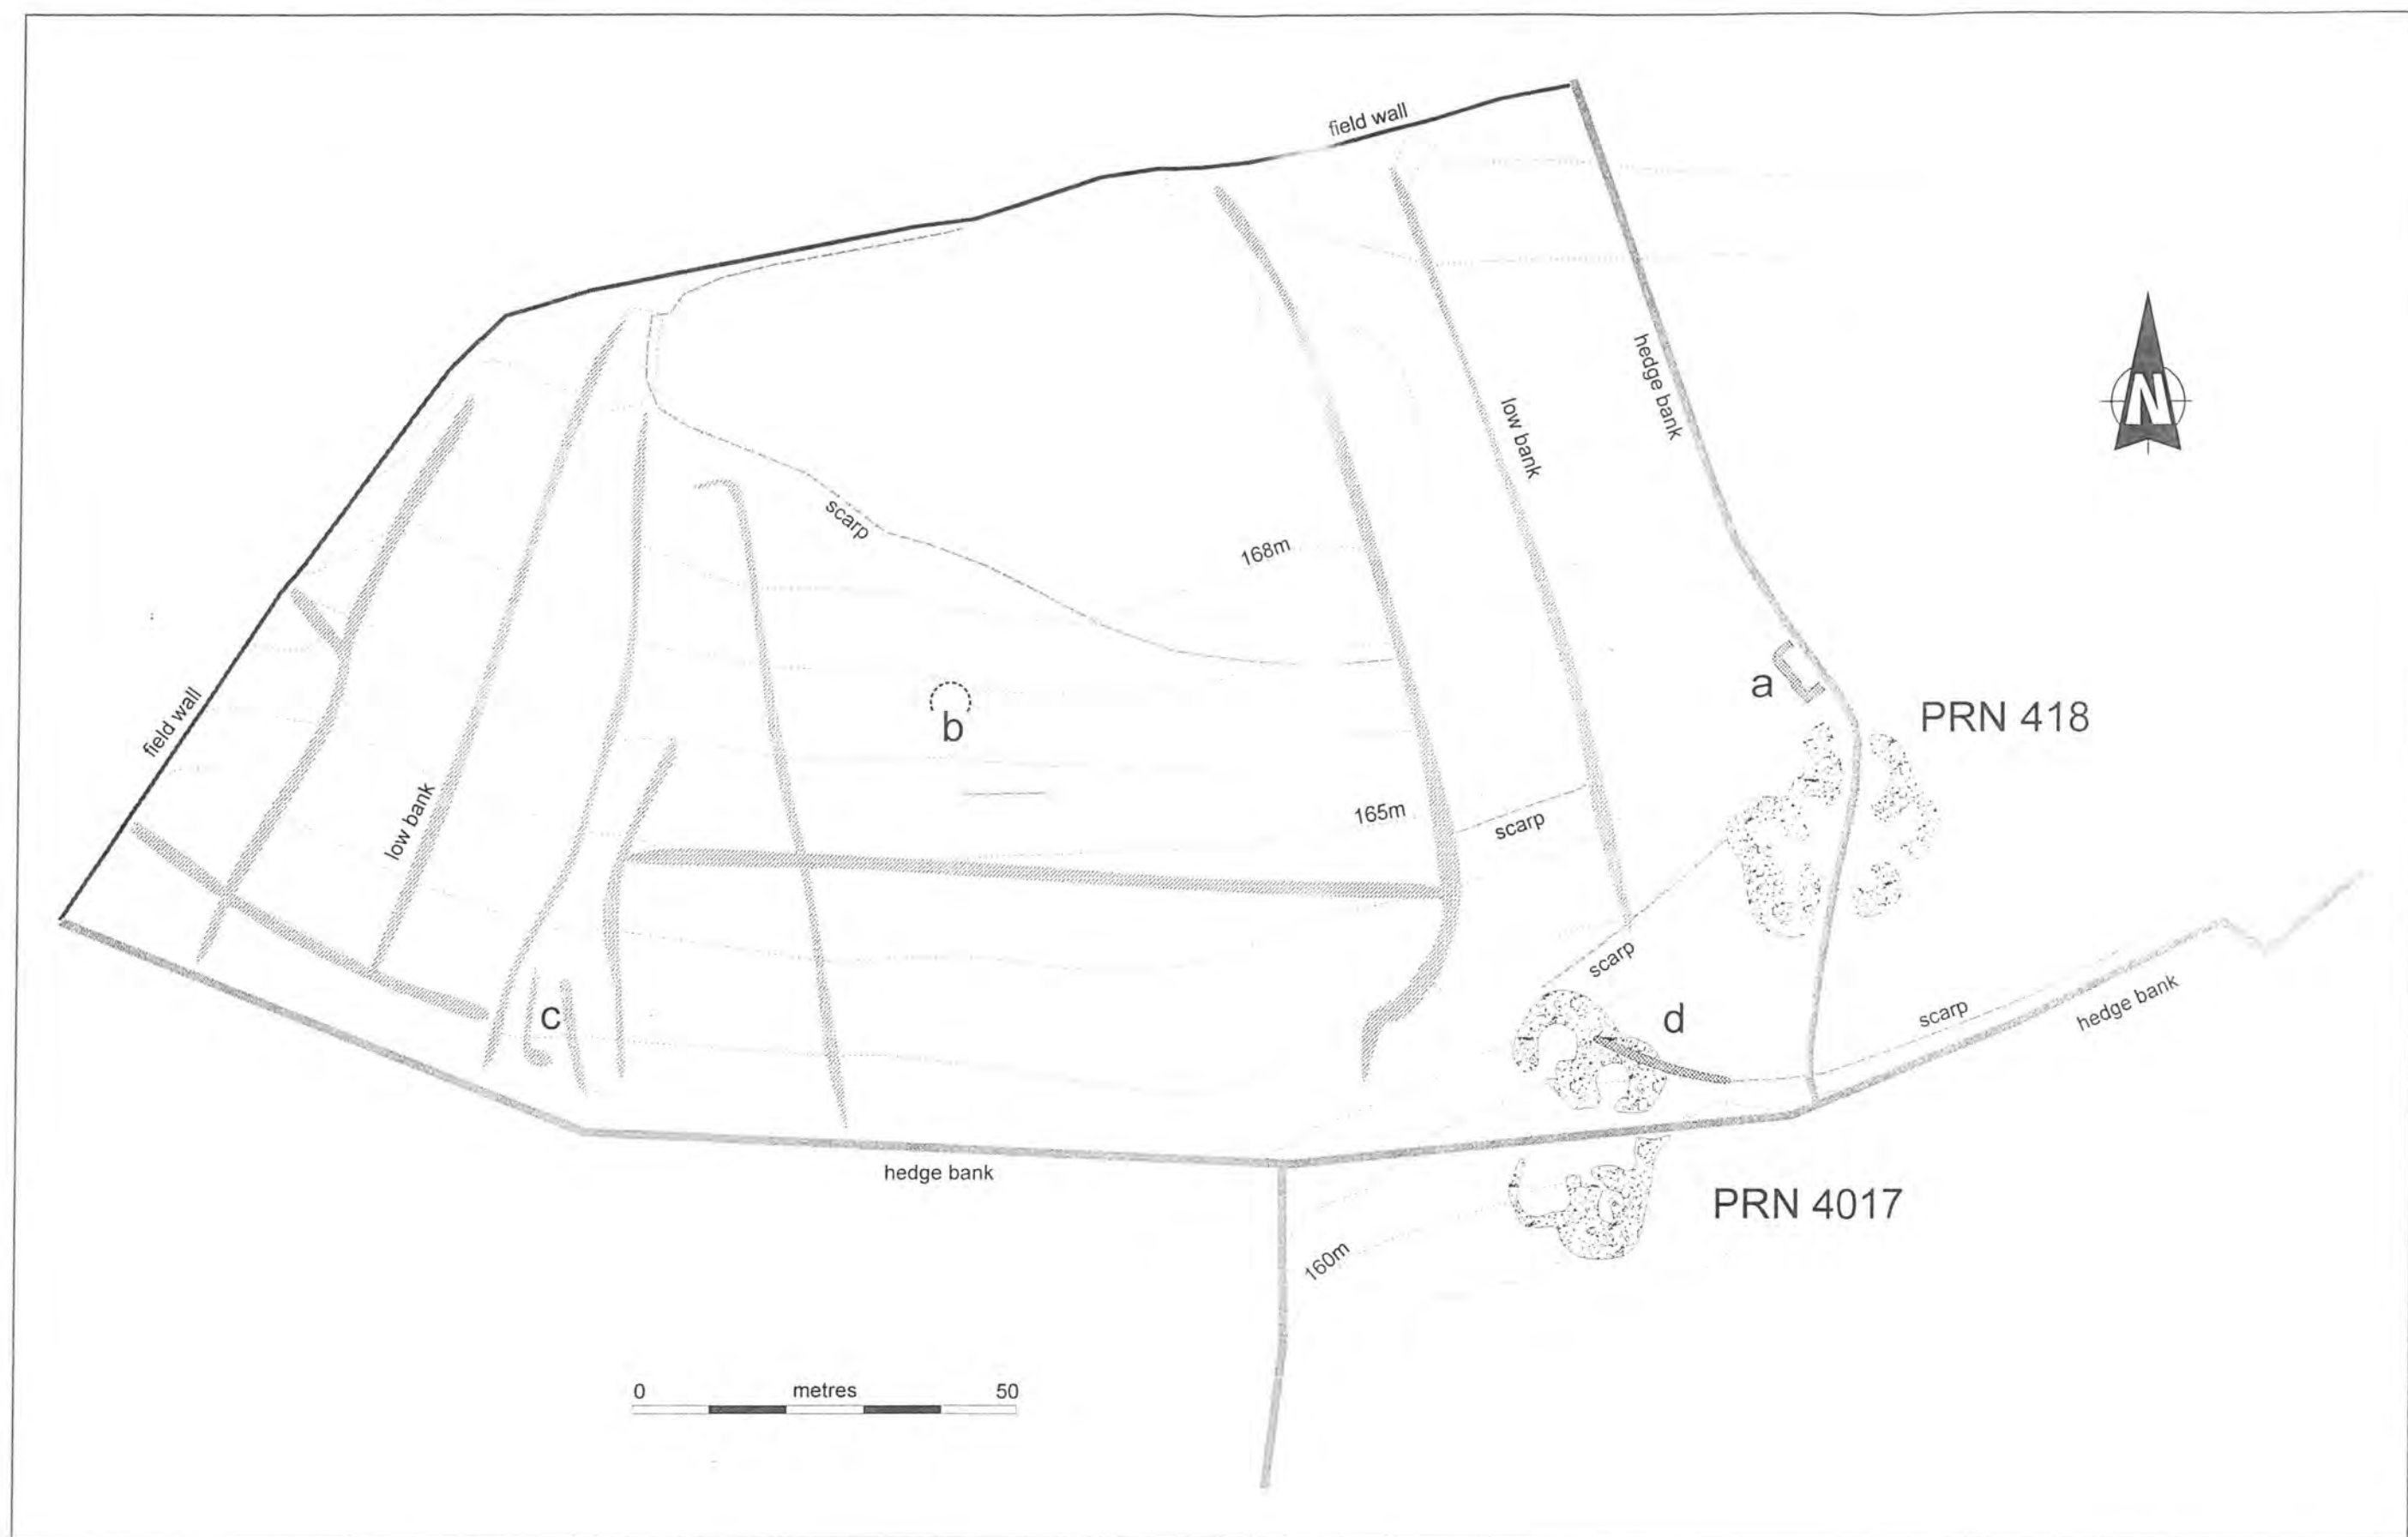 field wall
hedge bank
N
low bank
scarp
168m
a
field wall
b
PRN 418
low bank
165m
scarp
scarp
c
d
scarp
hedge bank
hedge bank
PRN 4017
160m
0 metres 50